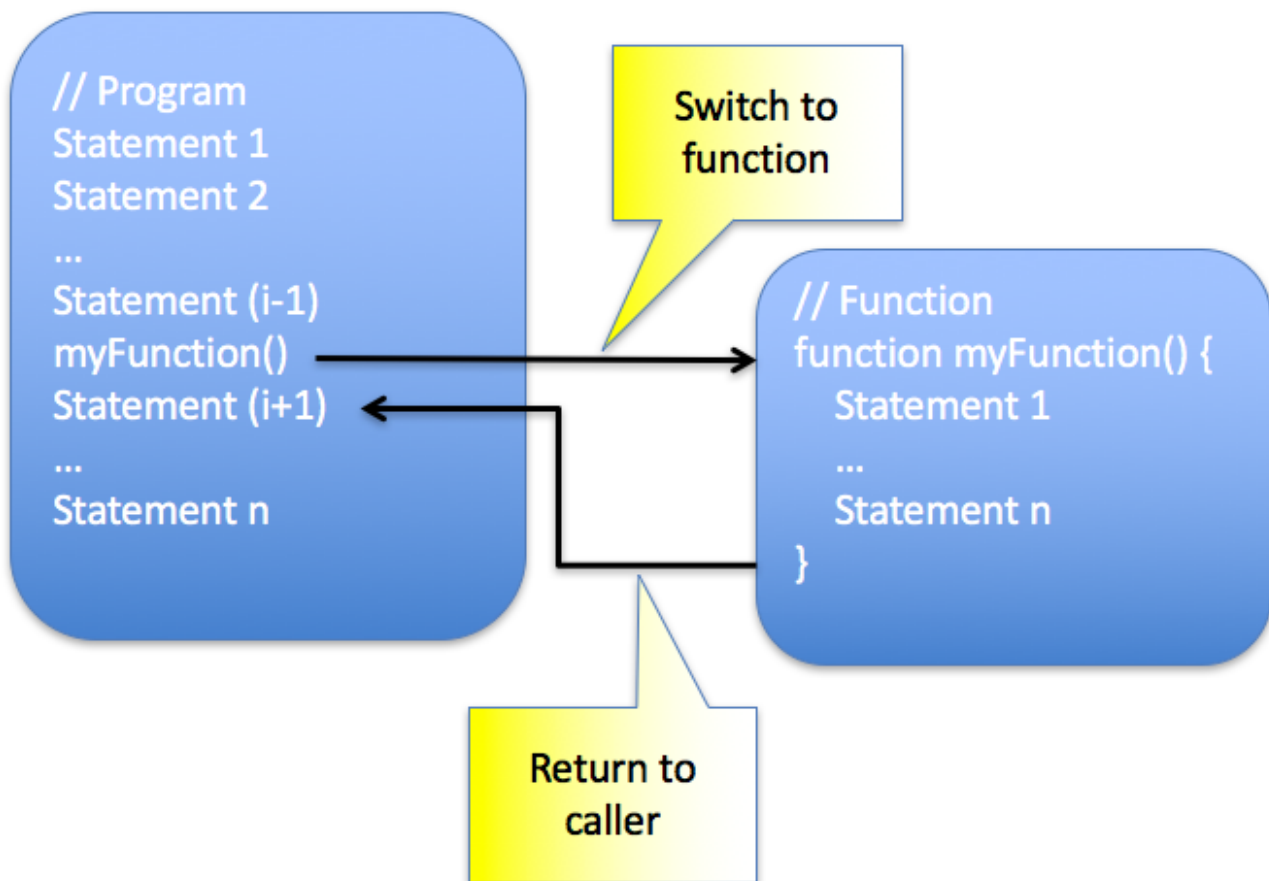 // Program
Statement 1
Statement 2
...
Statement (i-1)
myFunction()
Statement (i+1)
...
Statement n
Switch to
function
// Function
function myFunction() {
Statement 1
...
Statement n
}
Return to
caller